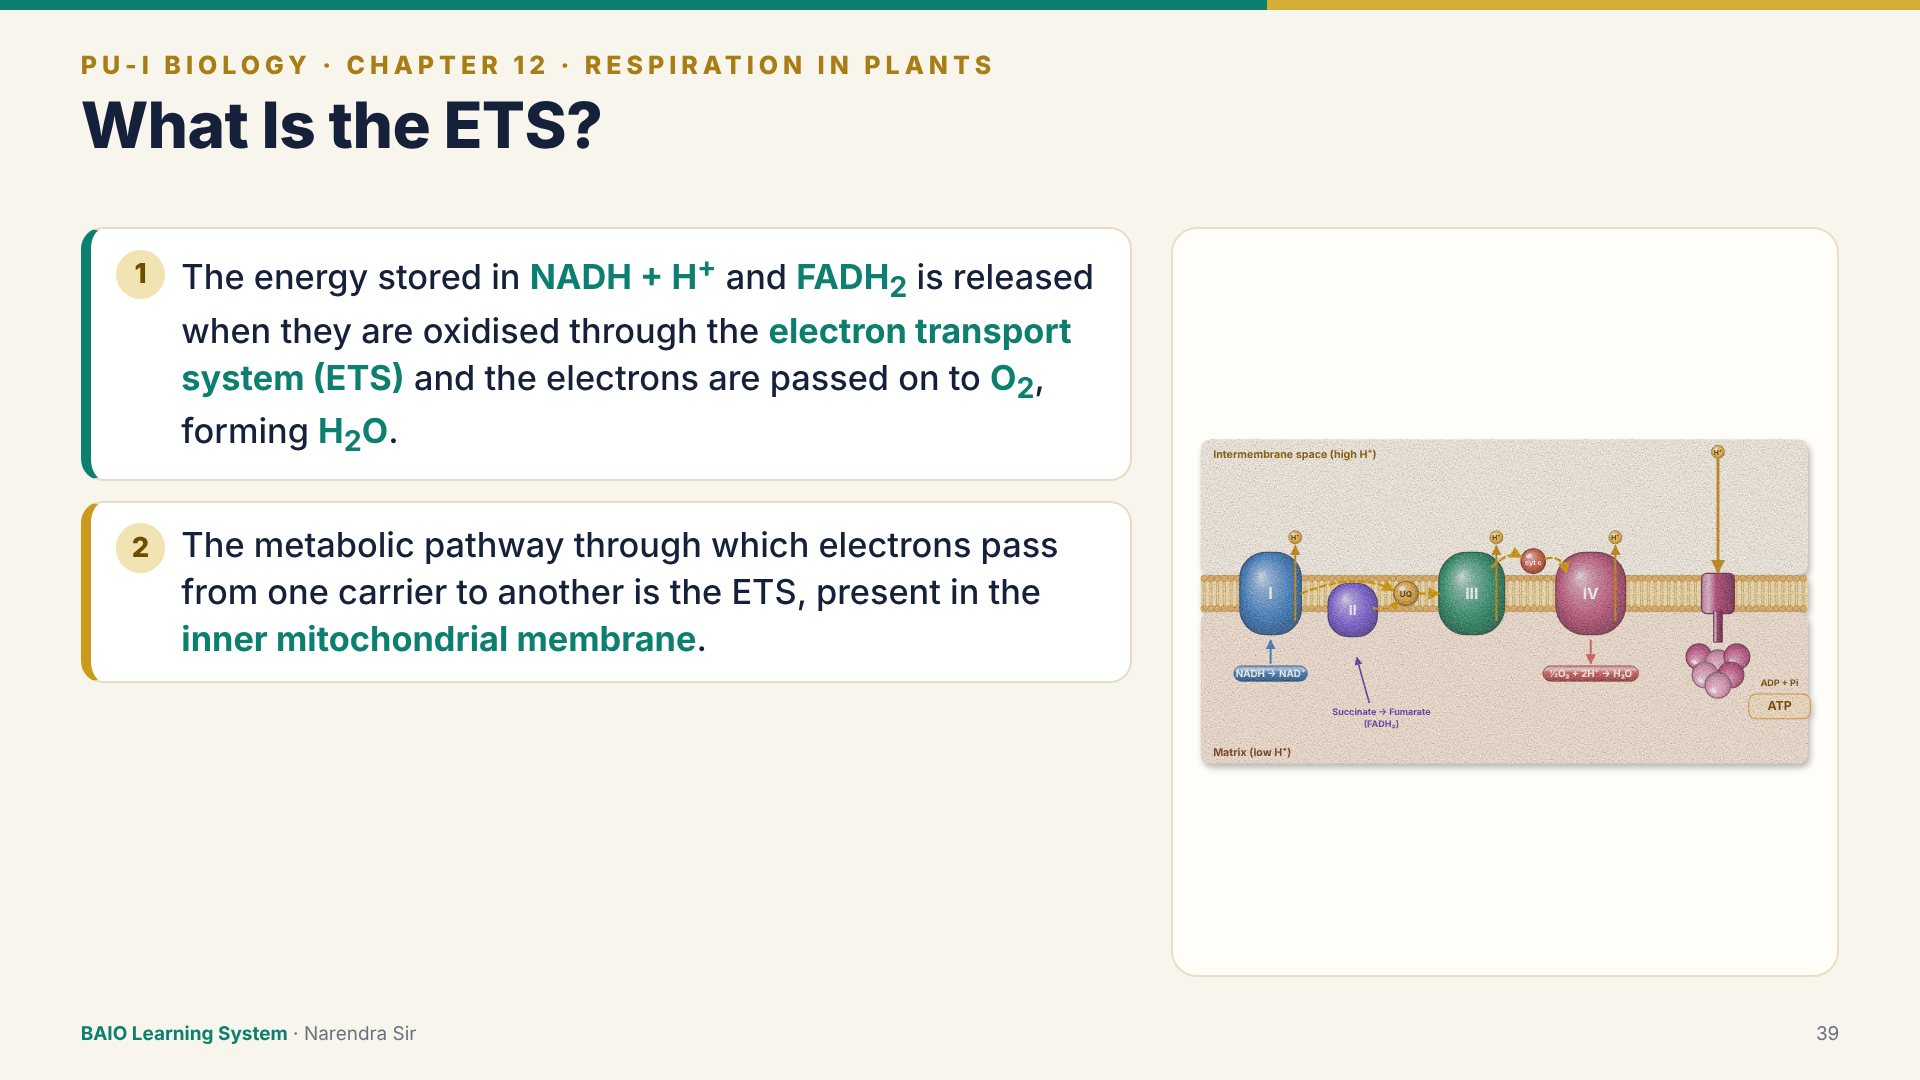 PU-I BIOLOGY · CHAPTER 12 · RESPIRATION IN PLANTS
What Is the ETS?
1
The energy stored in NADH + H⁺ and FADH₂ is released
when they are oxidised through the electron transport
system (ETS) and the electrons are passed on to O₂,
forming H₂O.
2
The metabolic pathway through which electrons pass
from one carrier to another is the ETS, present in the
inner mitochondrial membrane.
Intermembrane space (high H⁺)
H⁺
H⁺
H⁺
H⁺
cyt c
I
II
UQ
III
IV
NADH → NAD⁺
½O₂ + 2H⁺ → H₂O
ADP + Pi
ATP
Succinate → Fumarate
(FADH₂)
Matrix (low H⁺)
BAIO Learning System · Narendra Sir
39